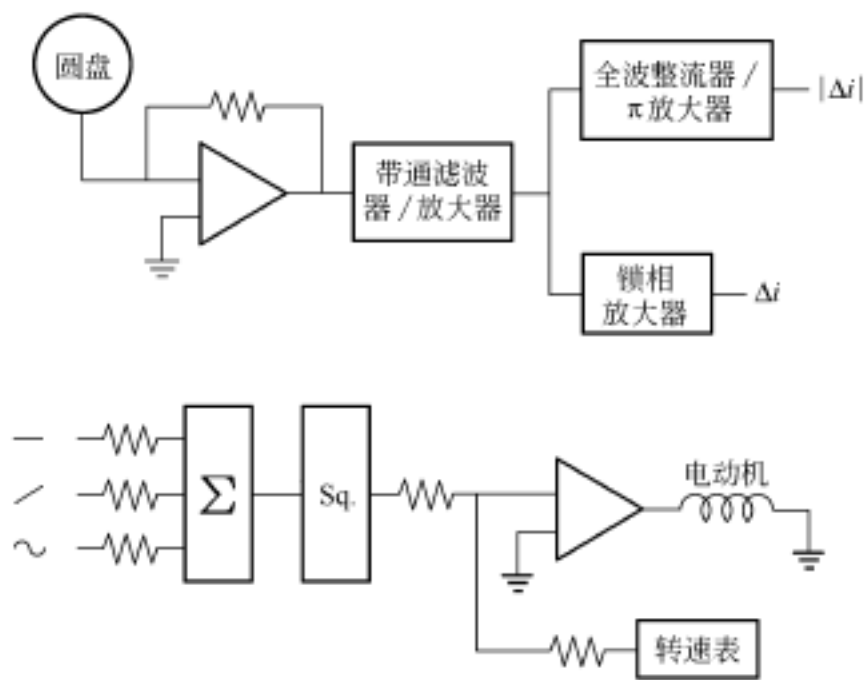 圆盘
全波整流器 /
π 放大器
|Δi|
带通滤波
器 / 放大器
锁相
放大器
Δi
Σ
Sq.
电动机
转速表